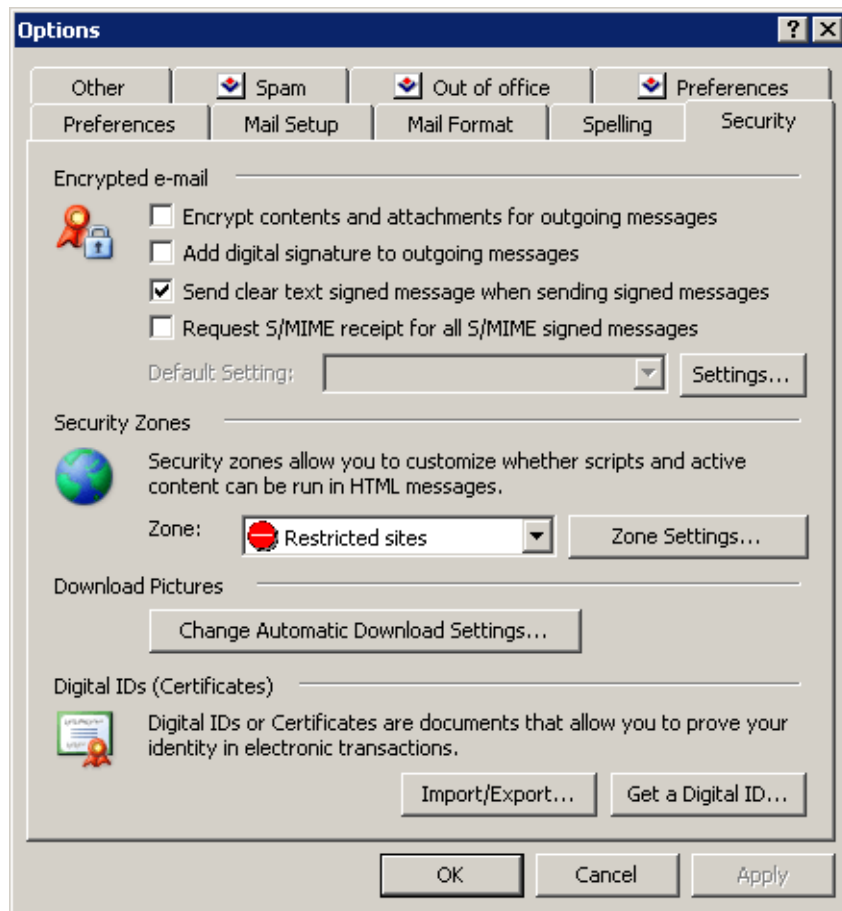 Options
Other Spam Out of office Preferences
Preferences Mail Setup Mail Format Spelling Security
Encrypted e-mail
Encrypt contents and attachments for outgoing messages
Add digital signature to outgoing messages
Send clear text signed message when sending signed messages
Request S/MIME receipt for all S/MIME signed messages
Default Setting: Settings...
Security Zones
Security zones allow you to customize whether scripts and active
content can be run in HTML messages.
Zone: Restricted sites Zone Settings...
Download Pictures
Change Automatic Download Settings...
Digital IDs (Certificates)
Digital IDs or Certificates are documents that allow you to prove your
identity in electronic transactions.
Import/Export... Get a Digital ID...
OK Cancel Apply